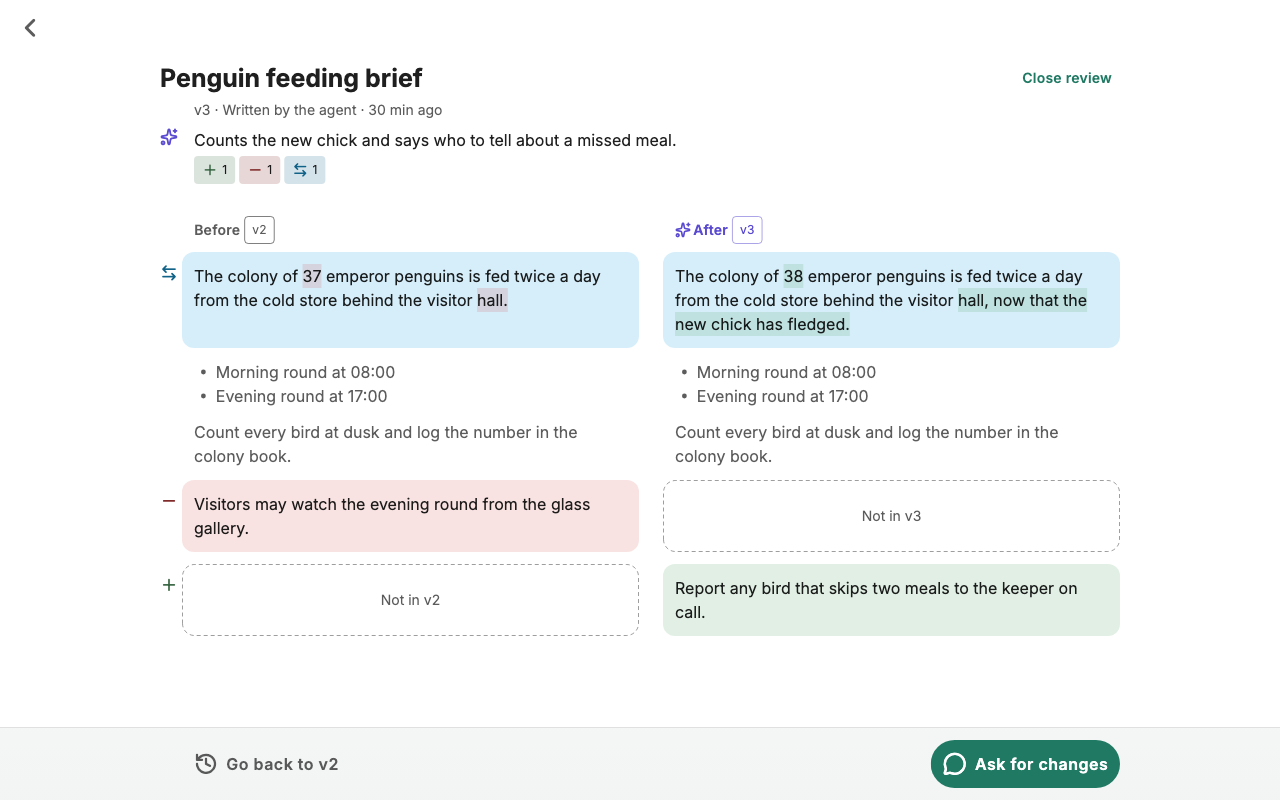 Penguin feeding brief
Close review
v3 · Written by the agent · 30 min ago
Counts the new chick and says who to tell about a missed meal.
+ 1 − 1 1
Before v2
After v3
The colony of 37 emperor penguins is fed twice a day
from the cold store behind the visitor hall.
The colony of 38 emperor penguins is fed twice a day
from the cold store behind the visitor hall, now that the
new chick has fledged.
• Morning round at 08:00
• Evening round at 17:00
• Morning round at 08:00
• Evening round at 17:00
Count every bird at dusk and log the number in the
colony book.
Count every bird at dusk and log the number in the
colony book.
Visitors may watch the evening round from the glass
gallery.
Not in v3
Not in v2
Report any bird that skips two meals to the keeper on
call.
Go back to v2
Ask for changes